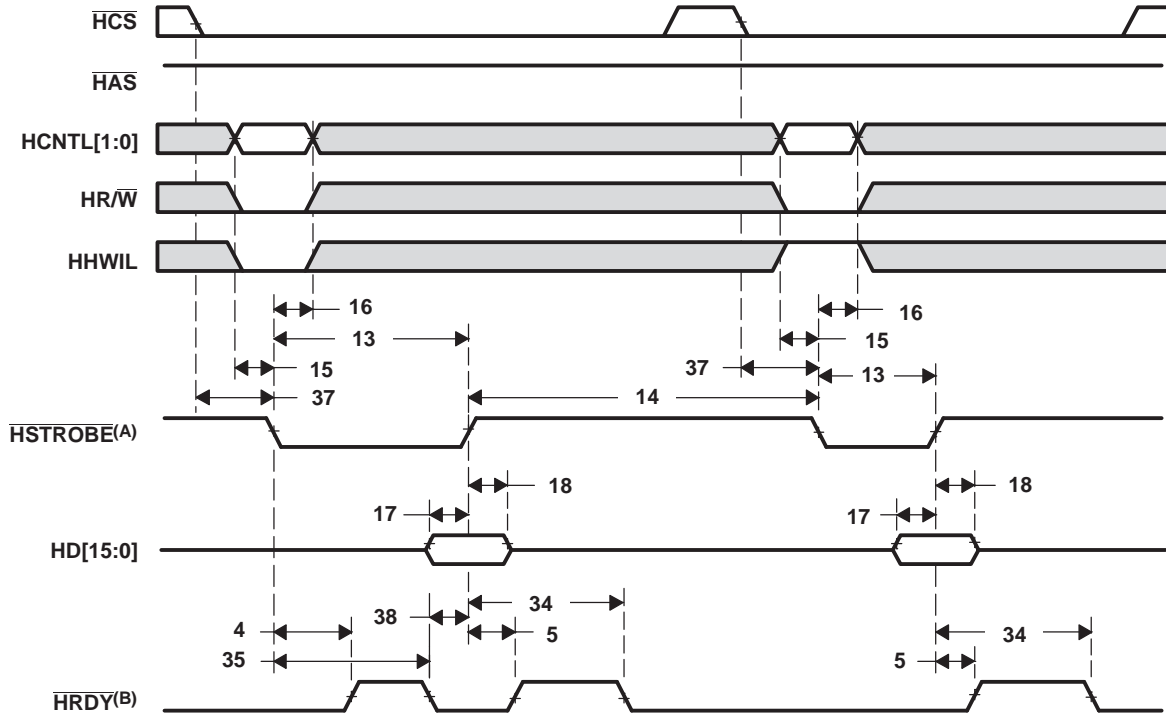 HCS
HAS
HCNTL[1:0]
HR/W
HHWIL
16
16
13
15
15
37
13
37
14
HSTROBE(A)
18
18
17
17
HD[15:0]
34
38
4
5
34
35
5
HRDY(B)